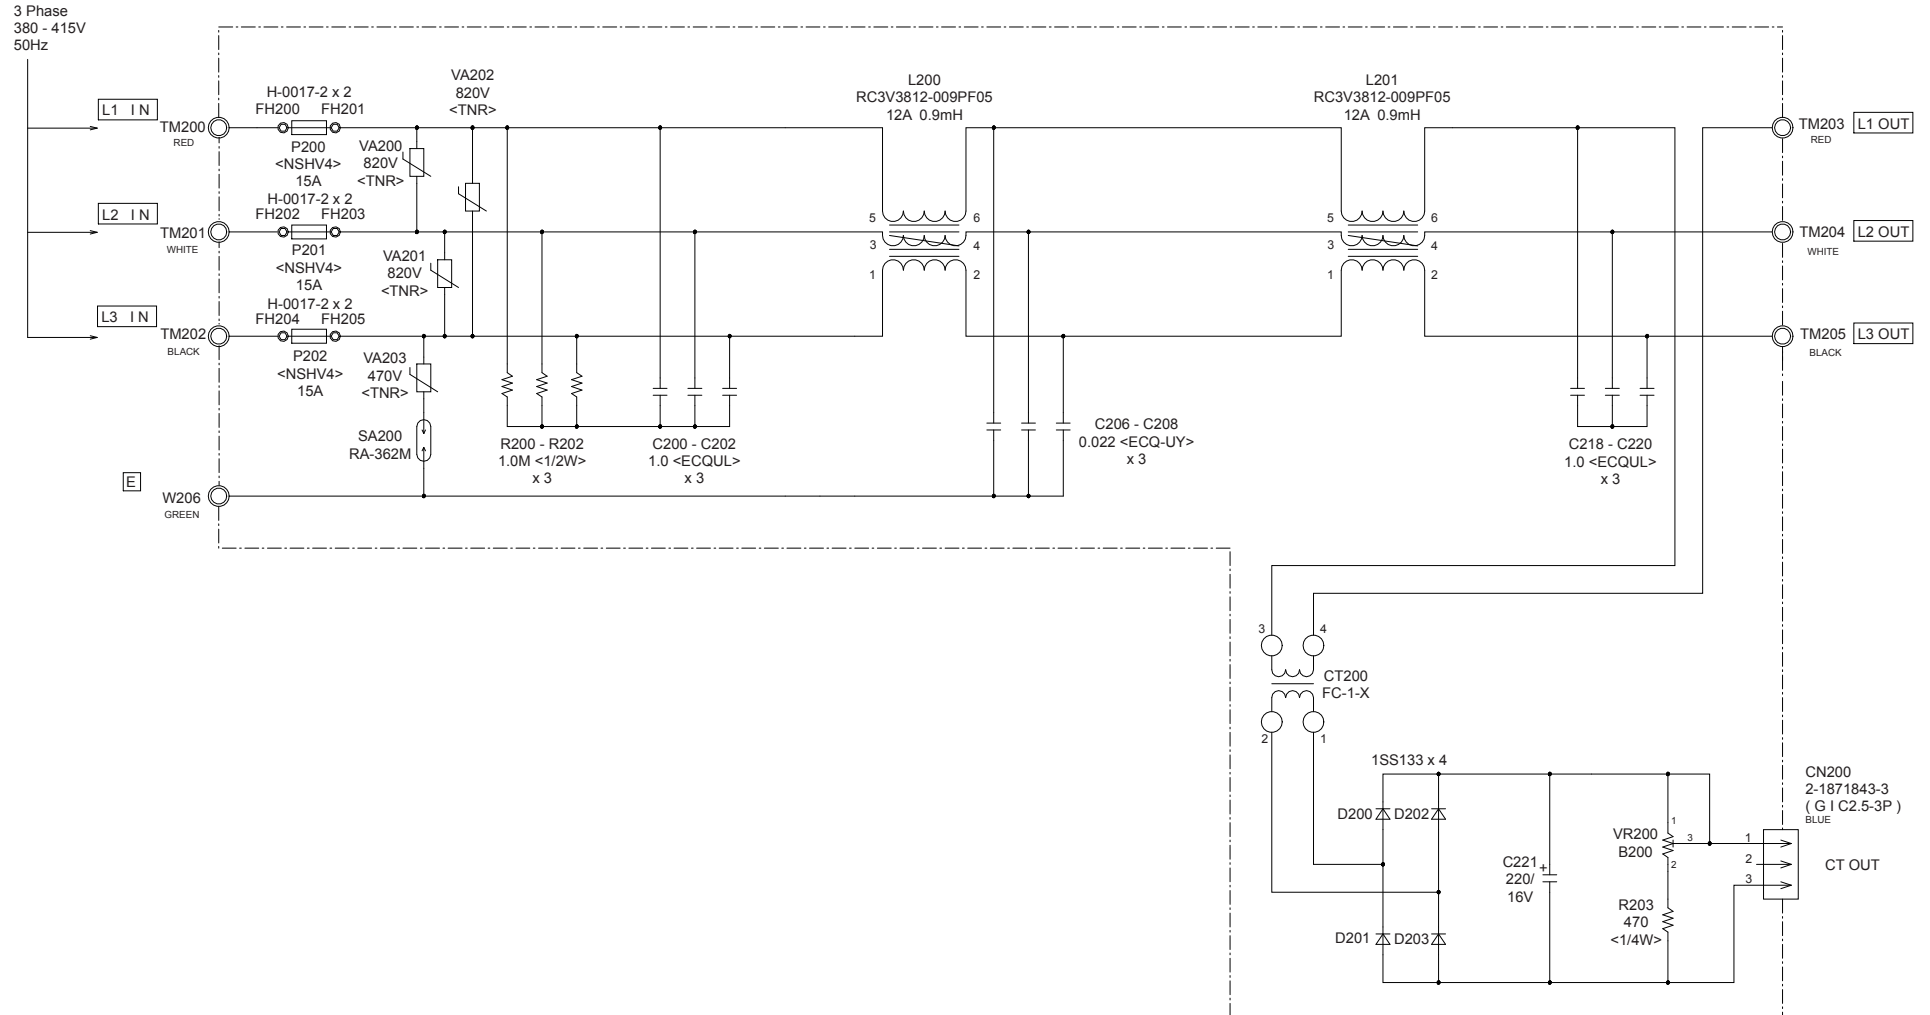 3 Phase
380 - 415V
50Hz
L1 IN
TM200
RED
H-0017-2 x 2
FH200 FH201
P200
<NSHV4>
15A
VA202
820V
<TNR>
VA200
820V
<TNR>
L2 IN
TM201
WHITE
H-0017-2 x 2
FH202 FH203
P201
<NSHV4>
15A
VA201
820V
<TNR>
L3 IN
TM202
BLACK
H-0017-2 x 2
FH204 FH205
P202
<NSHV4>
15A
VA203
470V
<TNR>
SA200
RA-362M
E
W206
GREEN
R200 - R202
1.0M <1/2W>
x 3
C200 - C202
1.0 <ECQUL>
x 3
L200
RC3V3812-009PF05
12A 0.9mH
5 6
3 4
1 2
C206 - C208
0.022 <ECQ-UY>
x 3
L201
RC3V3812-009PF05
12A 0.9mH
5 6
3 4
1 2
C218 - C220
1.0 <ECQUL>
x 3
TM203
RED
L1 OUT
TM204
WHITE
L2 OUT
TM205
BLACK
L3 OUT
3 4
CT200
FC-1-X
2 1
1SS133 x 4
D200 D202
D201 D203
C221
+
220/
16V
VR200
B200
1
3
2
R203
470
<1/4W>
CN200
2-1871843-3
( G I C2.5-3P )
BLUE
1
2
3
CT OUT